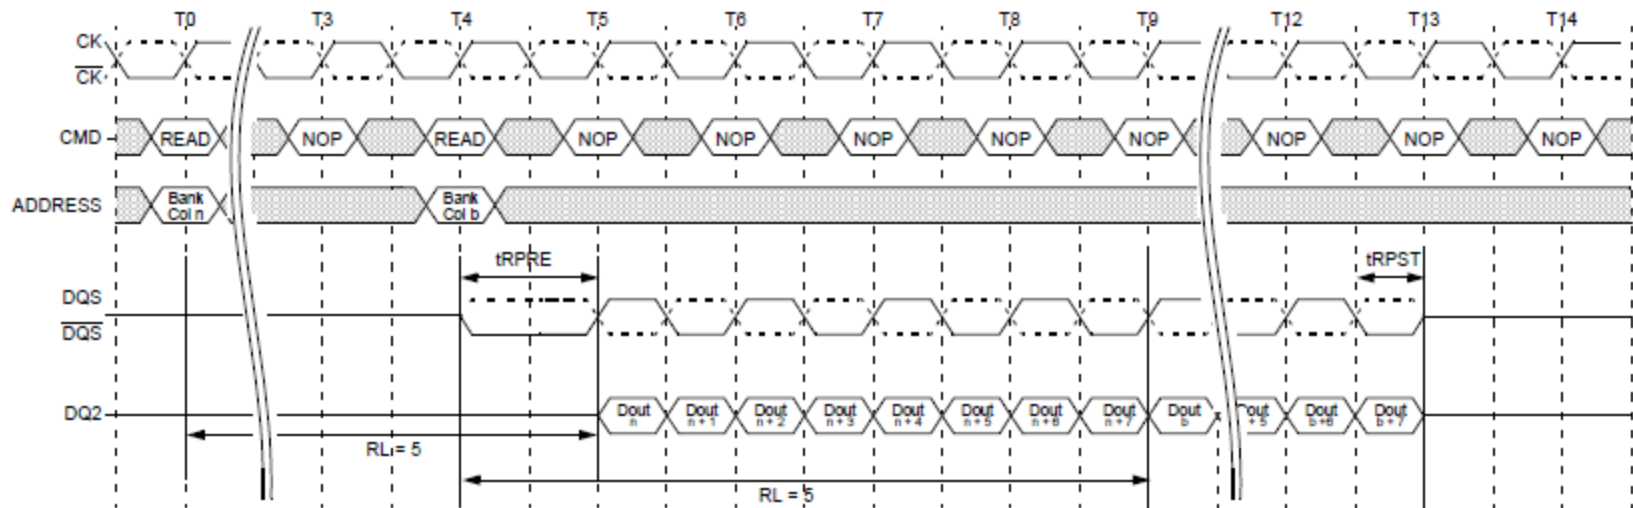 T0 T3 T4 T5 T6 T7 T8 T9 T12 T13 T14
CK
CK
CMD READ NOP READ NOP NOP NOP NOP NOP NOP NOP NOP
ADDRESS Bank Col n Bank Col b
tRPRE tRPST
DQS
DQS
DQ2 Dout n Dout n + 1 Dout n + 2 Dout n + 3 Dout n + 4 Dout n + 5 Dout n + 6 Dout n + 7 Dout b + 5 Dout b + 6 Dout b + 7
RL = 5
RL = 5